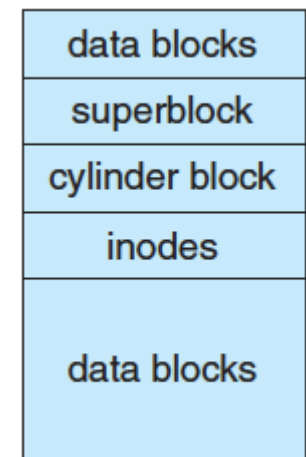 data blocks
superblock
cylinder block
inodes
data blocks